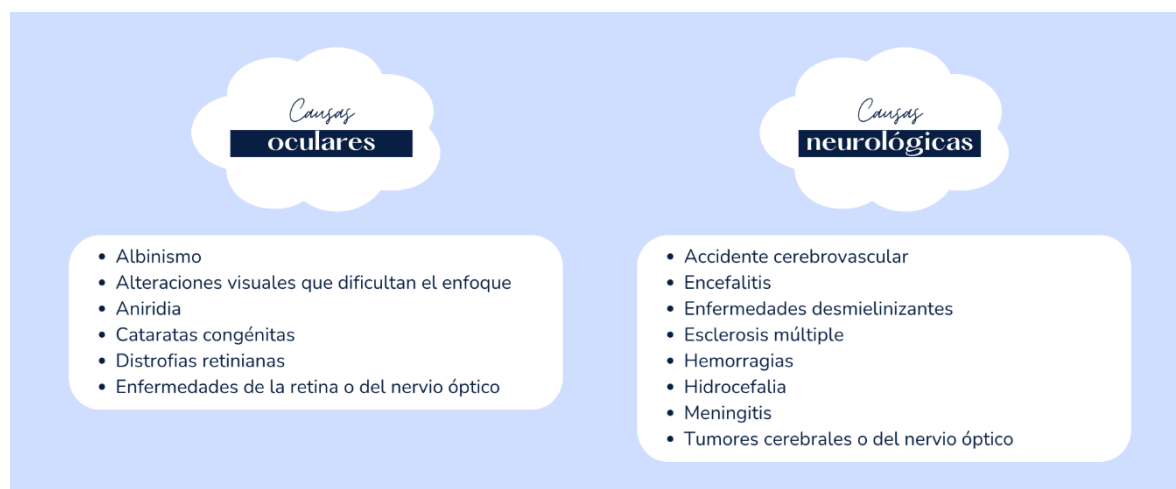 Causas
oculares
• Albinismo
• Alteraciones visuales que dificultan el enfoque
• Aniridia
• Cataratas congénitas
• Distrofias retinianas
• Enfermedades de la retina o del nervio óptico
Causas
neurológicas
• Accidente cerebrovascular
• Encefalitis
• Enfermedades desmielinizantes
• Esclerosis múltiple
• Hemorragias
• Hidrocefalia
• Meningitis
• Tumores cerebrales o del nervio óptico